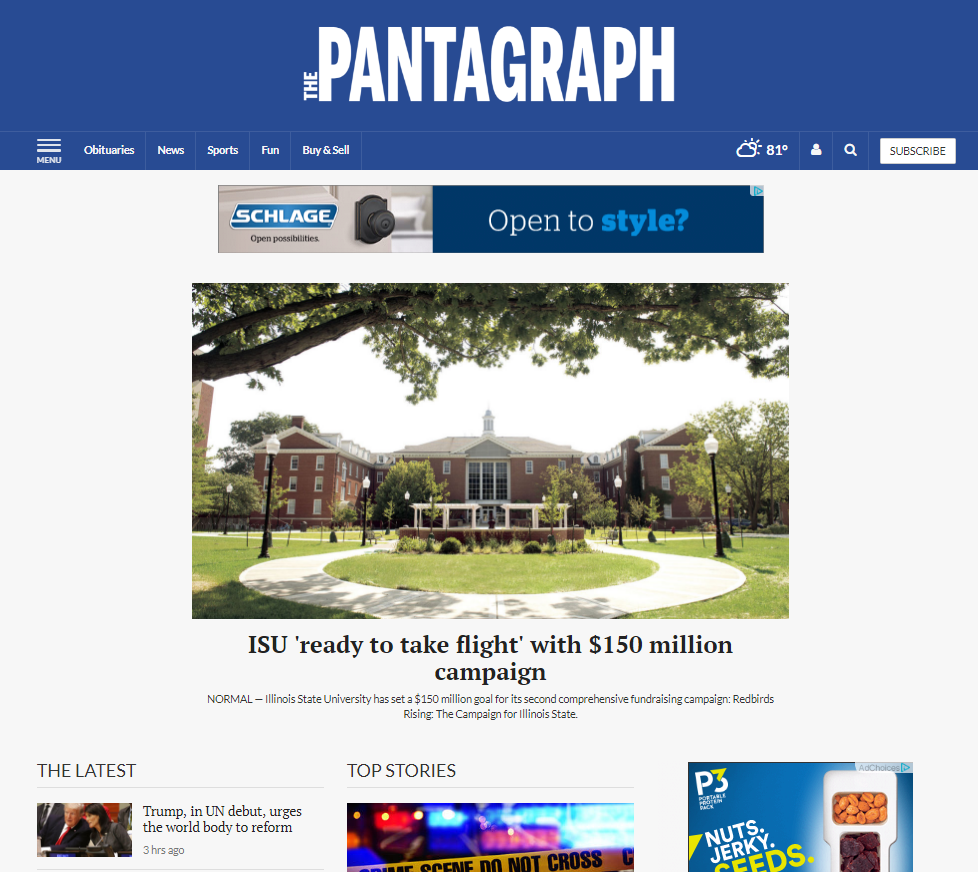 THE PANTAGRAPH
MENU
Obituaries
News
Sports
Fun
Buy & Sell
81°
SUBSCRIBE
SCHLAGE
Open possibilities.
Open to style?
ISU 'ready to take flight' with $150 million
campaign
NORMAL — Illinois State University has set a $150 million goal for its second comprehensive fundraising campaign: Redbirds
Rising: The Campaign for Illinois State.
THE LATEST
Trump, in UN debut, urges
the world body to reform
3 hrs ago
TOP STORIES
CRIME SCENE DO NOT CROSS C
AdChoices
P3
PORTABLE
PROTEIN
PACK
NUTS.
JERKY.
SEEDS.